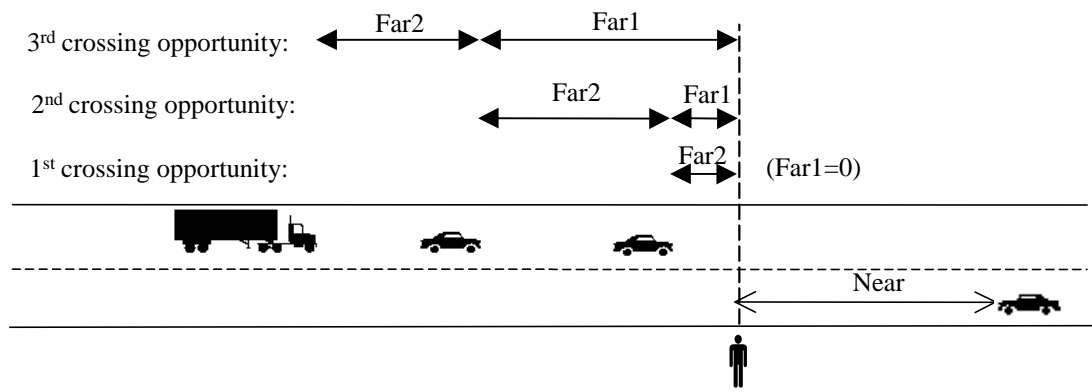 3rd crossing opportunity: Far2 Far1
2nd crossing opportunity: Far2 Far1
1st crossing opportunity: Far2 (Far1=0)
Near